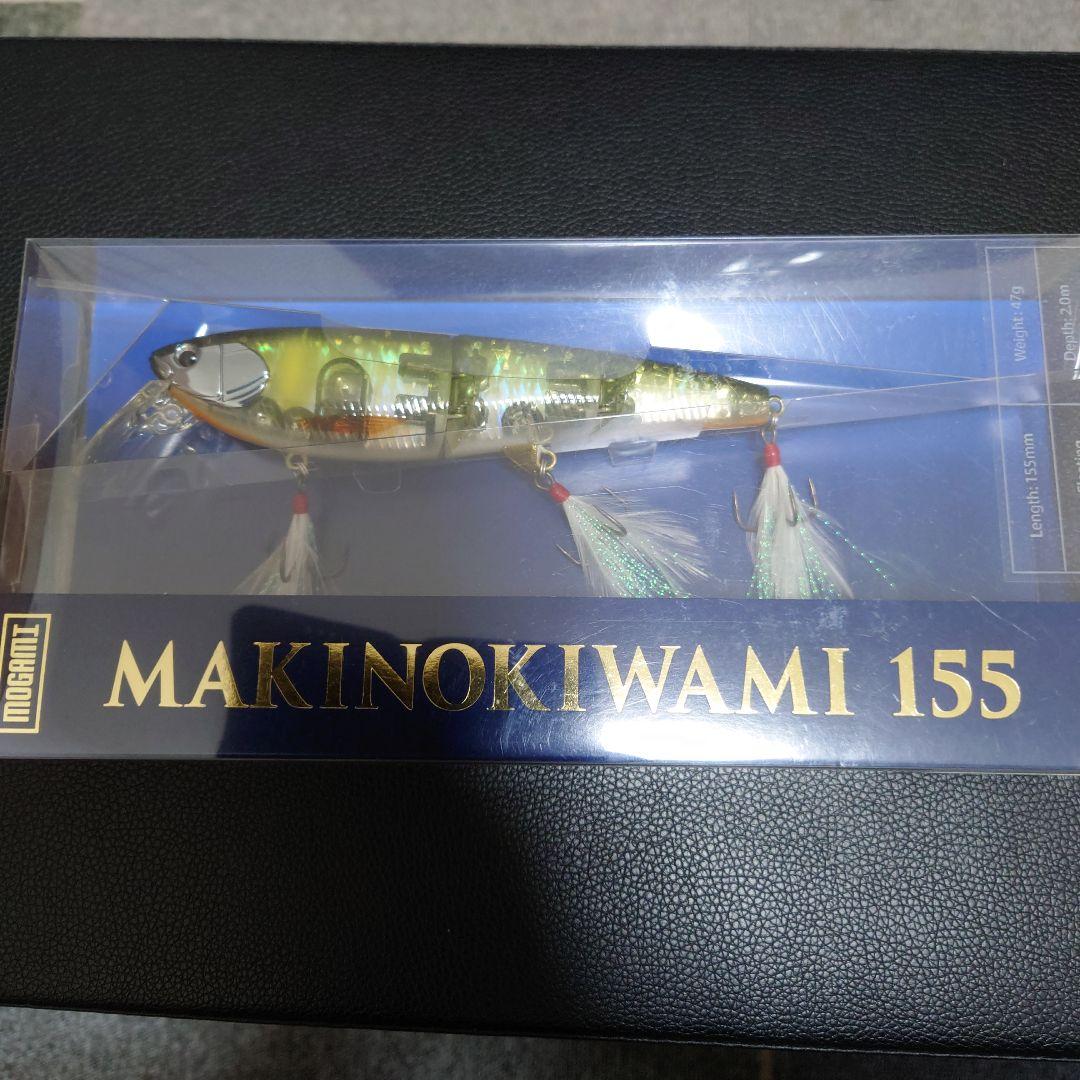 Weight: 47g
Depth: 2.0m
Length: 155mm
MOGAMI
MAKINOKIWAMI 155